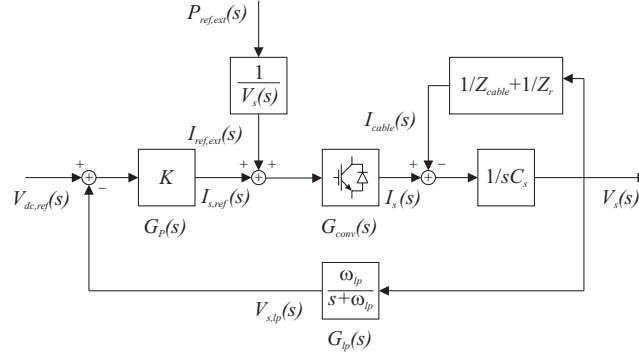 P_ref,ext(s)
1
V_s(s)
1/Z_cable+1/Z_r
I_ref,ext(s)
I_cable(s)
+
−
K
+
+
+
−
1/sC_s
V_dc,ref(s)
I_s,ref(s)
I_s(s)
V_s(s)
G_P(s)
G_conv(s)
ω_lp
s+ω_lp
V_s,lp(s)
G_lp(s)